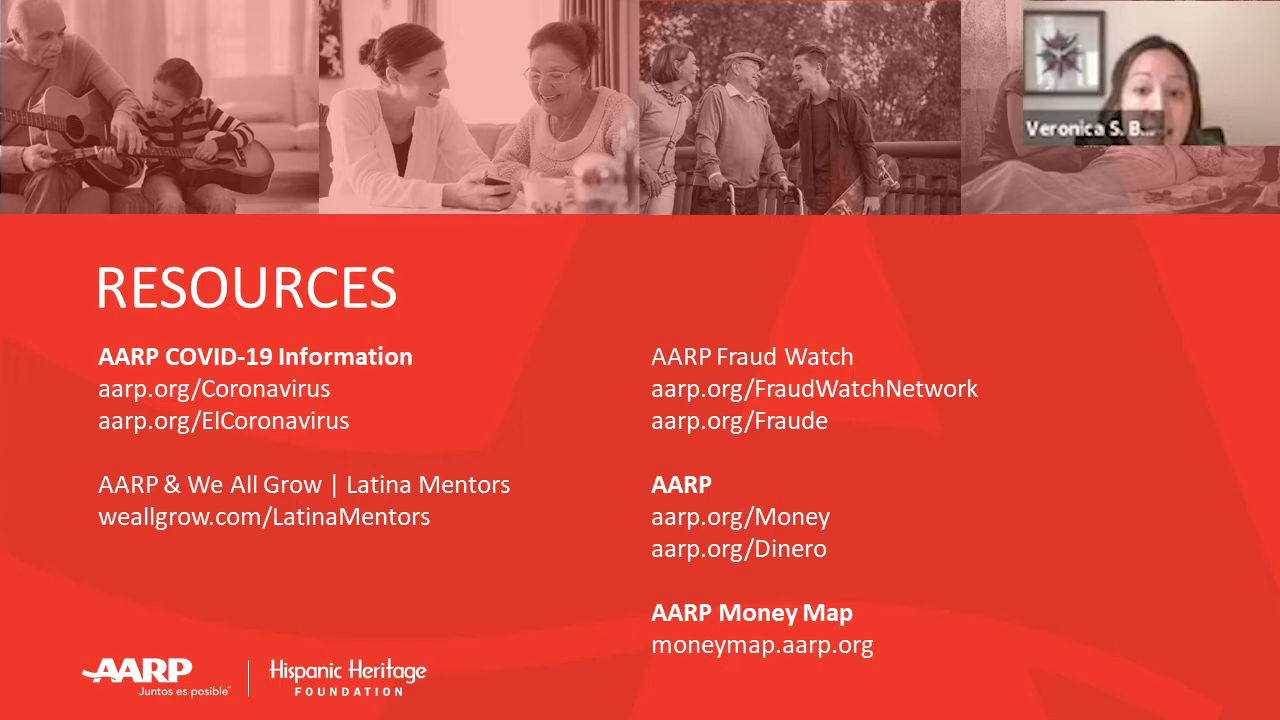 Veronica S. B...
RESOURCES
AARP COVID-19 Information
aarp.org/Coronavirus
aarp.org/ElCoronavirus
AARP & We All Grow | Latina Mentors
weallgrow.com/LatinaMentors
AARP Fraud Watch
aarp.org/FraudWatchNetwork
aarp.org/Fraude
AARP
aarp.org/Money
aarp.org/Dinero
AARP Money Map
moneymap.aarp.org
AARP
Juntos es posible™
Hispanic Heritage
FOUNDATION